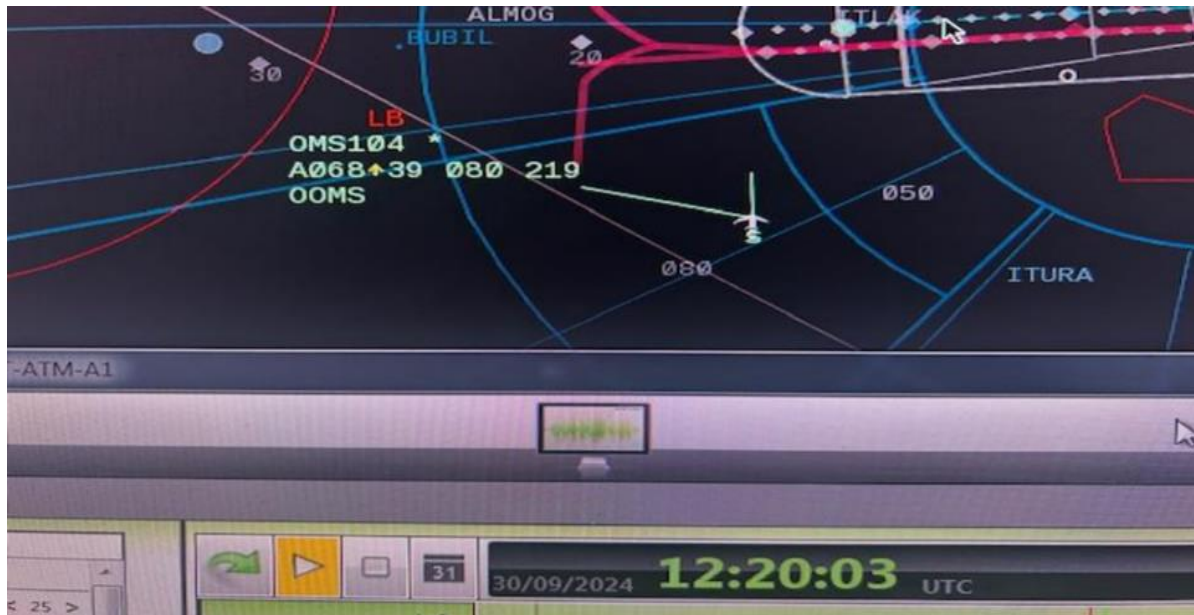 ALMOG
ITLAK
BUBIL
30
20
LB
OMS104 *
A068↑39 080 219
OOMS
S
050
080
ITURA
-ATM-A1
31
30/09/2024 12:20:03 UTC
< 25 >